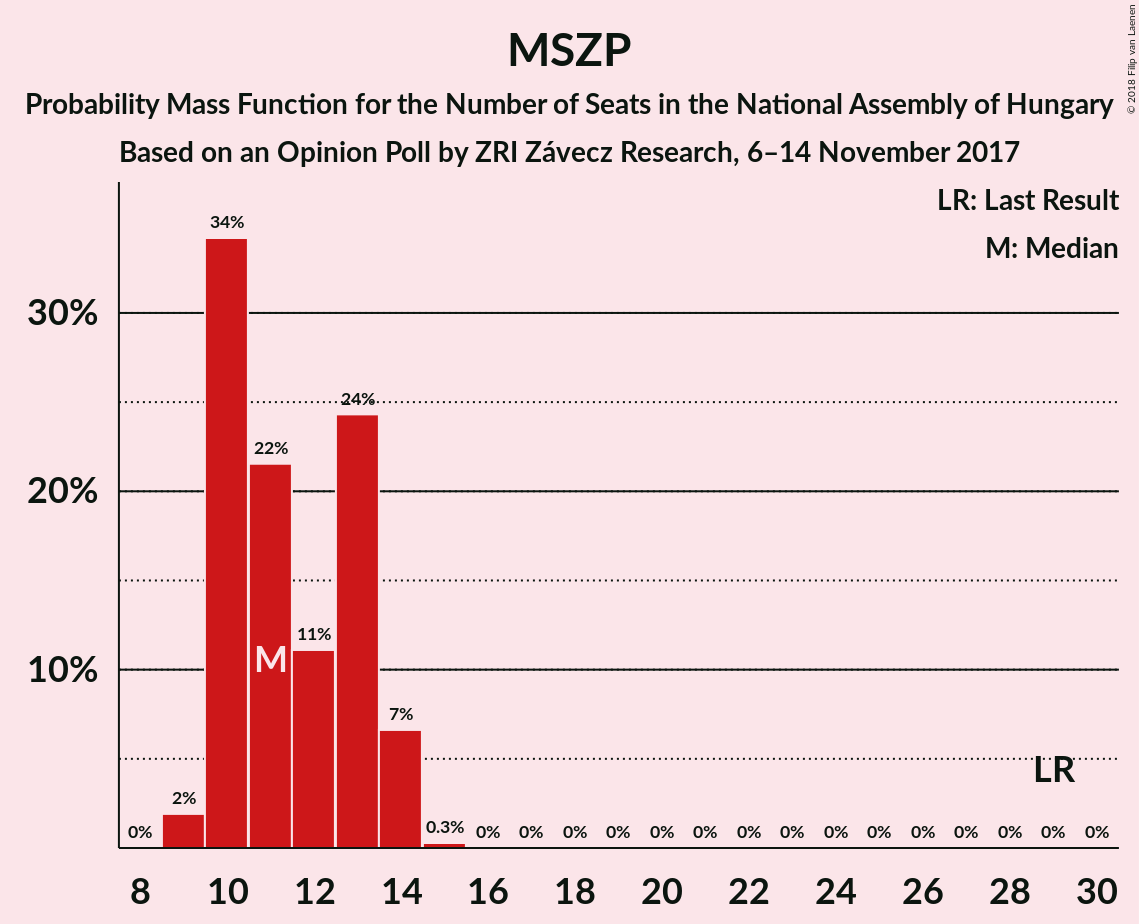 MSZP
Probability Mass Function for the Number of Seats in the National Assembly of Hungary
Based on an Opinion Poll by ZRI Závecz Research, 6–14 November 2017
© 2018 Filip van Laenen
LR: Last Result
M: Median
34%
30%
24%
22%
20%
11%
M
10%
7%
LR
2%
0%
0.3%
0% 0% 0% 0% 0% 0% 0% 0% 0% 0% 0% 0% 0% 0% 0%
8 10 12 14 16 18 20 22 24 26 28 30